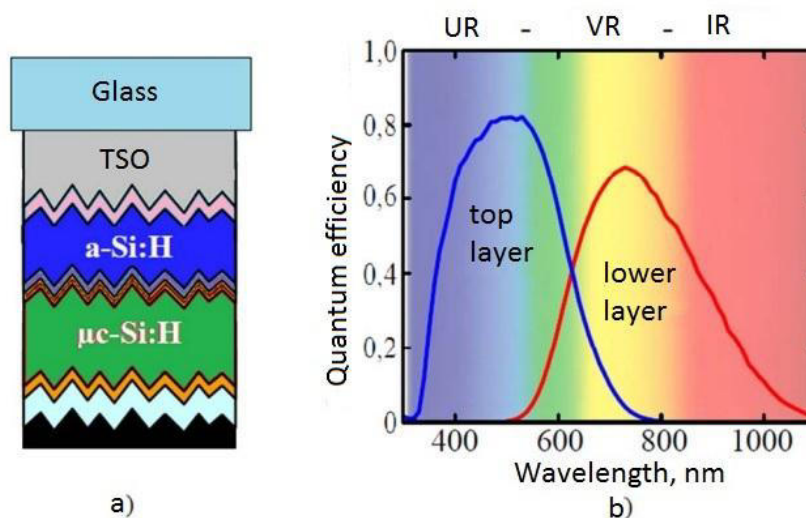 Glass
TSO
a-Si:H
μc-Si:H
a)
UR - VR - IR
Quantum efficiency
1,0
0,8
0,6
0,4
0,2
0
top
layer
lower
layer
400 600 800 1000
Wavelength, nm
b)